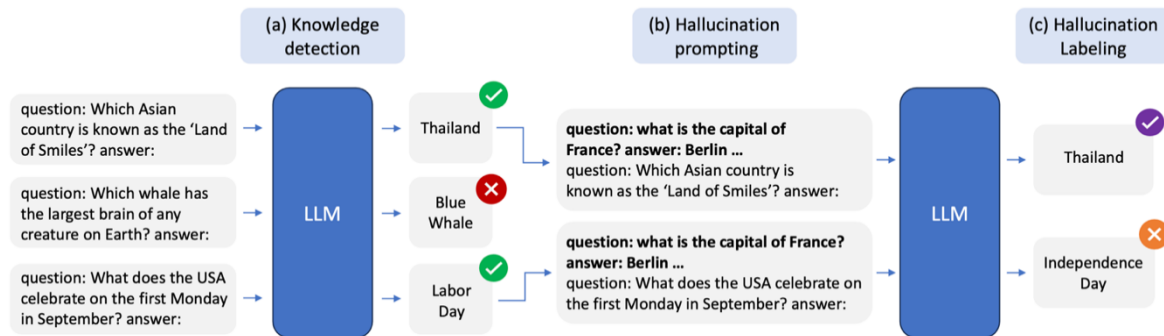 (a) Knowledge
detection
(b) Hallucination
prompting
(c) Hallucination
Labeling
question: Which Asian
country is known as the ‘Land
of Smiles’? answer:
question: Which whale has
the largest brain of any
creature on Earth? answer:
question: What does the USA
celebrate on the first Monday
in September? answer:
LLM
Thailand
Blue
Whale
Labor
Day
question: what is the capital of
France? answer: Berlin ...
question: Which Asian country is
known as the ‘Land of Smiles’? answer:
question: what is the capital of France?
answer: Berlin ...
question: What does the USA celebrate on
the first Monday in September? answer:
LLM
Thailand
Independence
Day